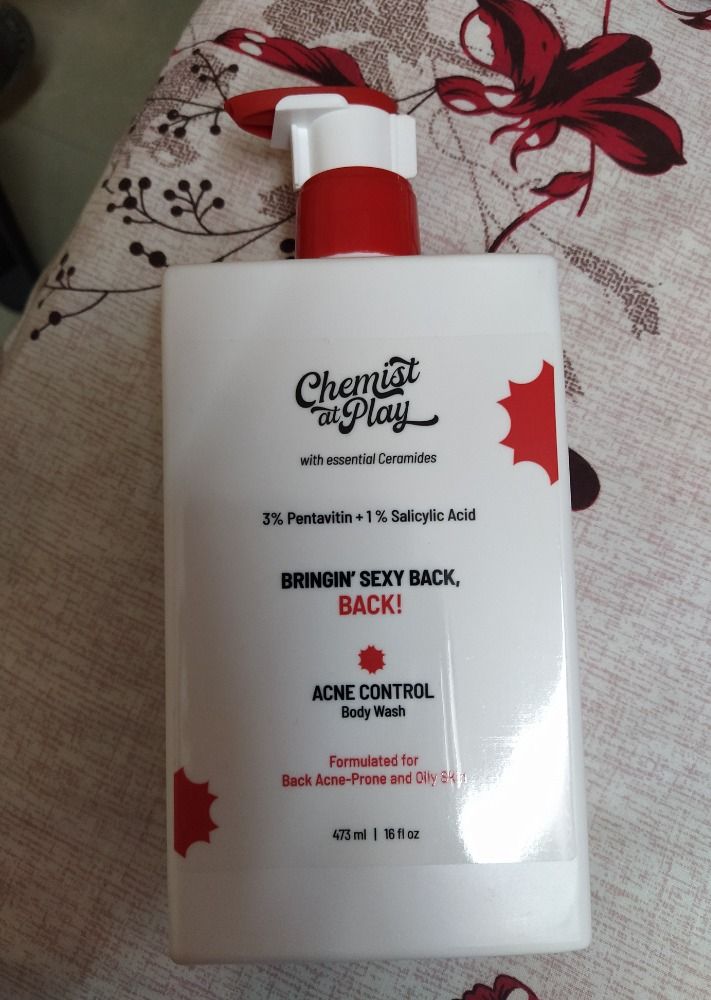 Chemist
at Play
with essential Ceramides
3% Pentavitin + 1 % Salicylic Acid
BRINGIN' SEXY BACK,
BACK!
ACNE CONTROL
Body Wash
Formulated for
Back Acne-Prone and Oily Skin
473 ml | 16 fl oz